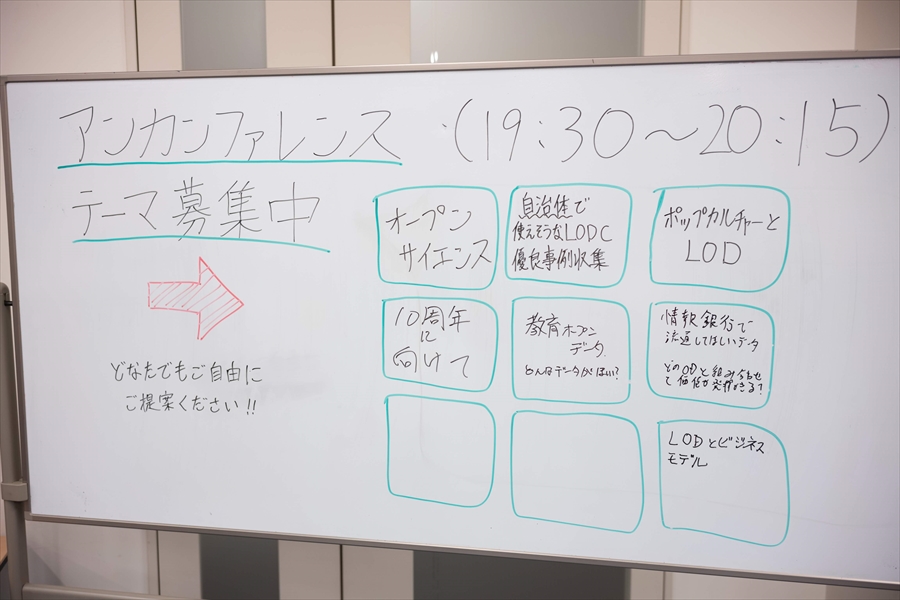 アンカンファレンス (19:30～20:15)
テーマ募集中
どなたでもご自由に
ご提案ください!!
オープン
サイエンス
自治体で
使えそうなLODC
優良事例収集
ポップカルチャーと
LOD
10周年
に
向けて
教育オープン
データ
どんなデータがほしい?
情報銀行で
流通してほしいデータ
どのODと組み合わせ
て価値が発揮できる?
LODとビジネス
モデル